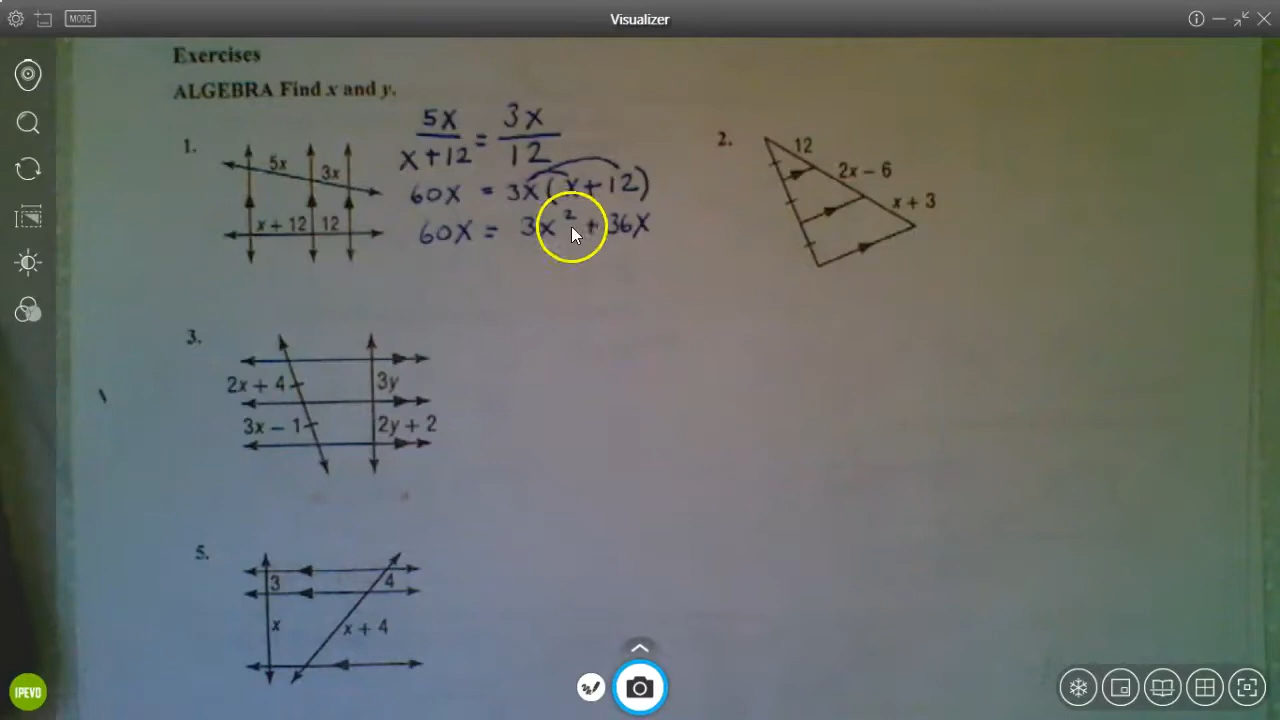 MODE
Visualizer
Exercises
ALGEBRA Find x and y.
1.
5x
3x
x + 12
12
5X/X+12 = 3X/12
60X = 3X(X+12)
60X = 3X² + 36X
2.
12
2x − 6
x + 3
3.
2x + 4
3y
3x − 1
2y + 2
5.
3
4
x
x + 4
IPEVO